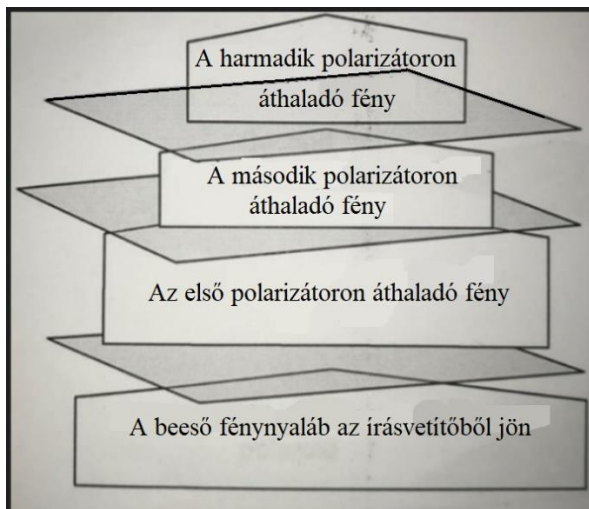 A harmadik polarizátoron
áthaladó fény
A második polarizátoron
áthaladó fény
Az első polarizátoron áthaladó fény
A beeső fénynyaláb az írásvetítőből jön